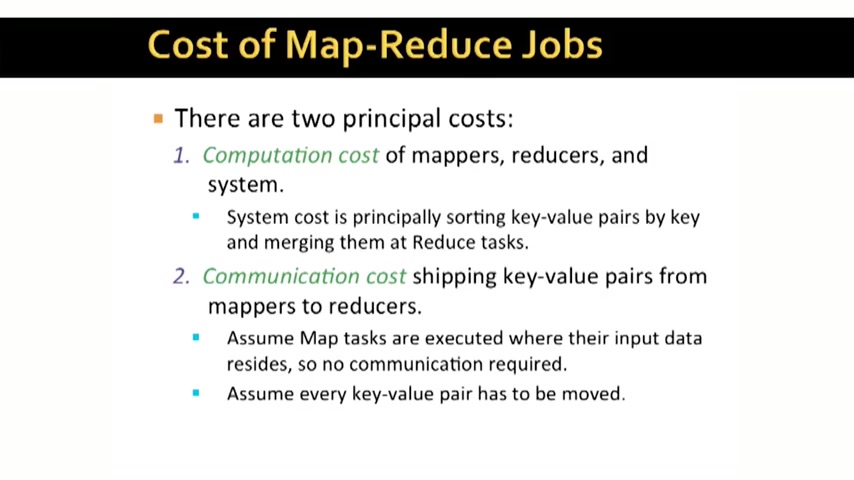 Cost of Map-Reduce Jobs
There are two principal costs:
1. Computation cost of mappers, reducers, and
system.
System cost is principally sorting key-value pairs by key
and merging them at Reduce tasks.
2. Communication cost shipping key-value pairs from
mappers to reducers.
Assume Map tasks are executed where their input data
resides, so no communication required.
Assume every key-value pair has to be moved.